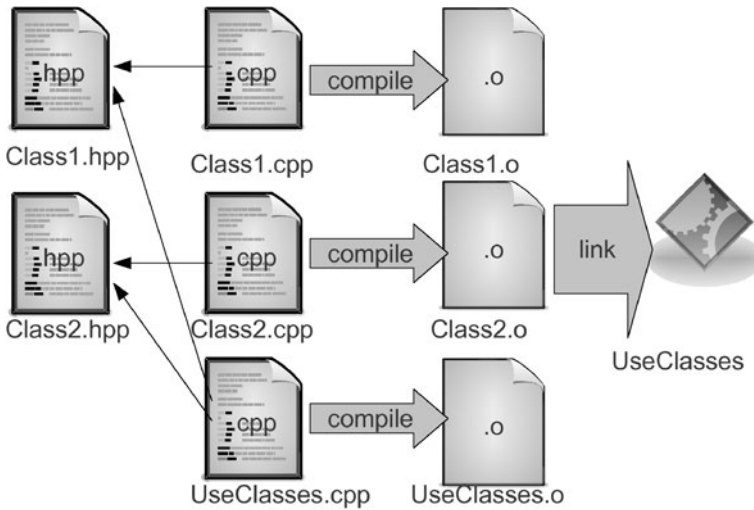 hpp cpp compile .o
Class1.hpp Class1.cpp Class1.o
hpp cpp compile .o link
Class2.hpp Class2.cpp Class2.o
UseClasses
cpp compile .o
UseClasses.cpp UseClasses.o